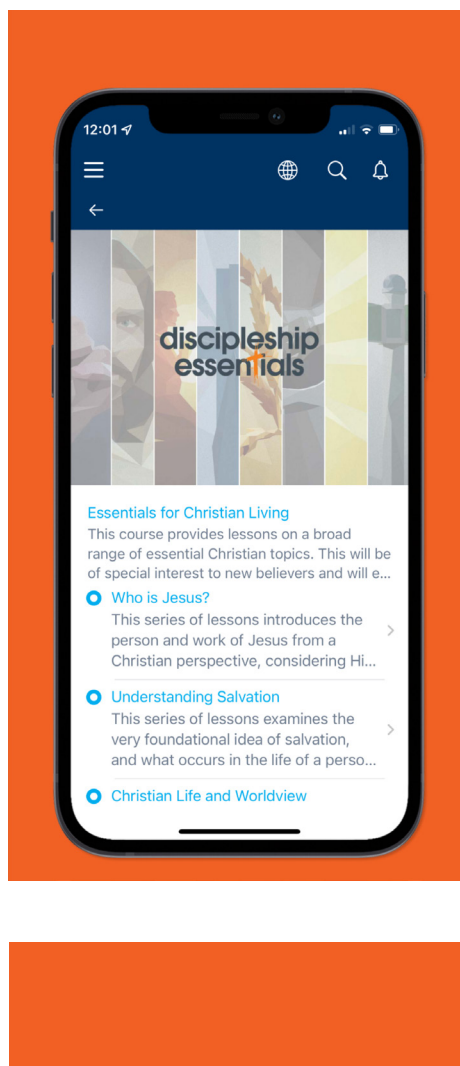 12:01
discipleship
essentials
Essentials for Christian Living
This course provides lessons on a broad
range of essential Christian topics. This will be
of special interest to new believers and will e...
Who is Jesus?
This series of lessons introduces the
person and work of Jesus from a
Christian perspective, considering Hi...
Understanding Salvation
This series of lessons examines the
very foundational idea of salvation,
and what occurs in the life of a perso...
Christian Life and Worldview